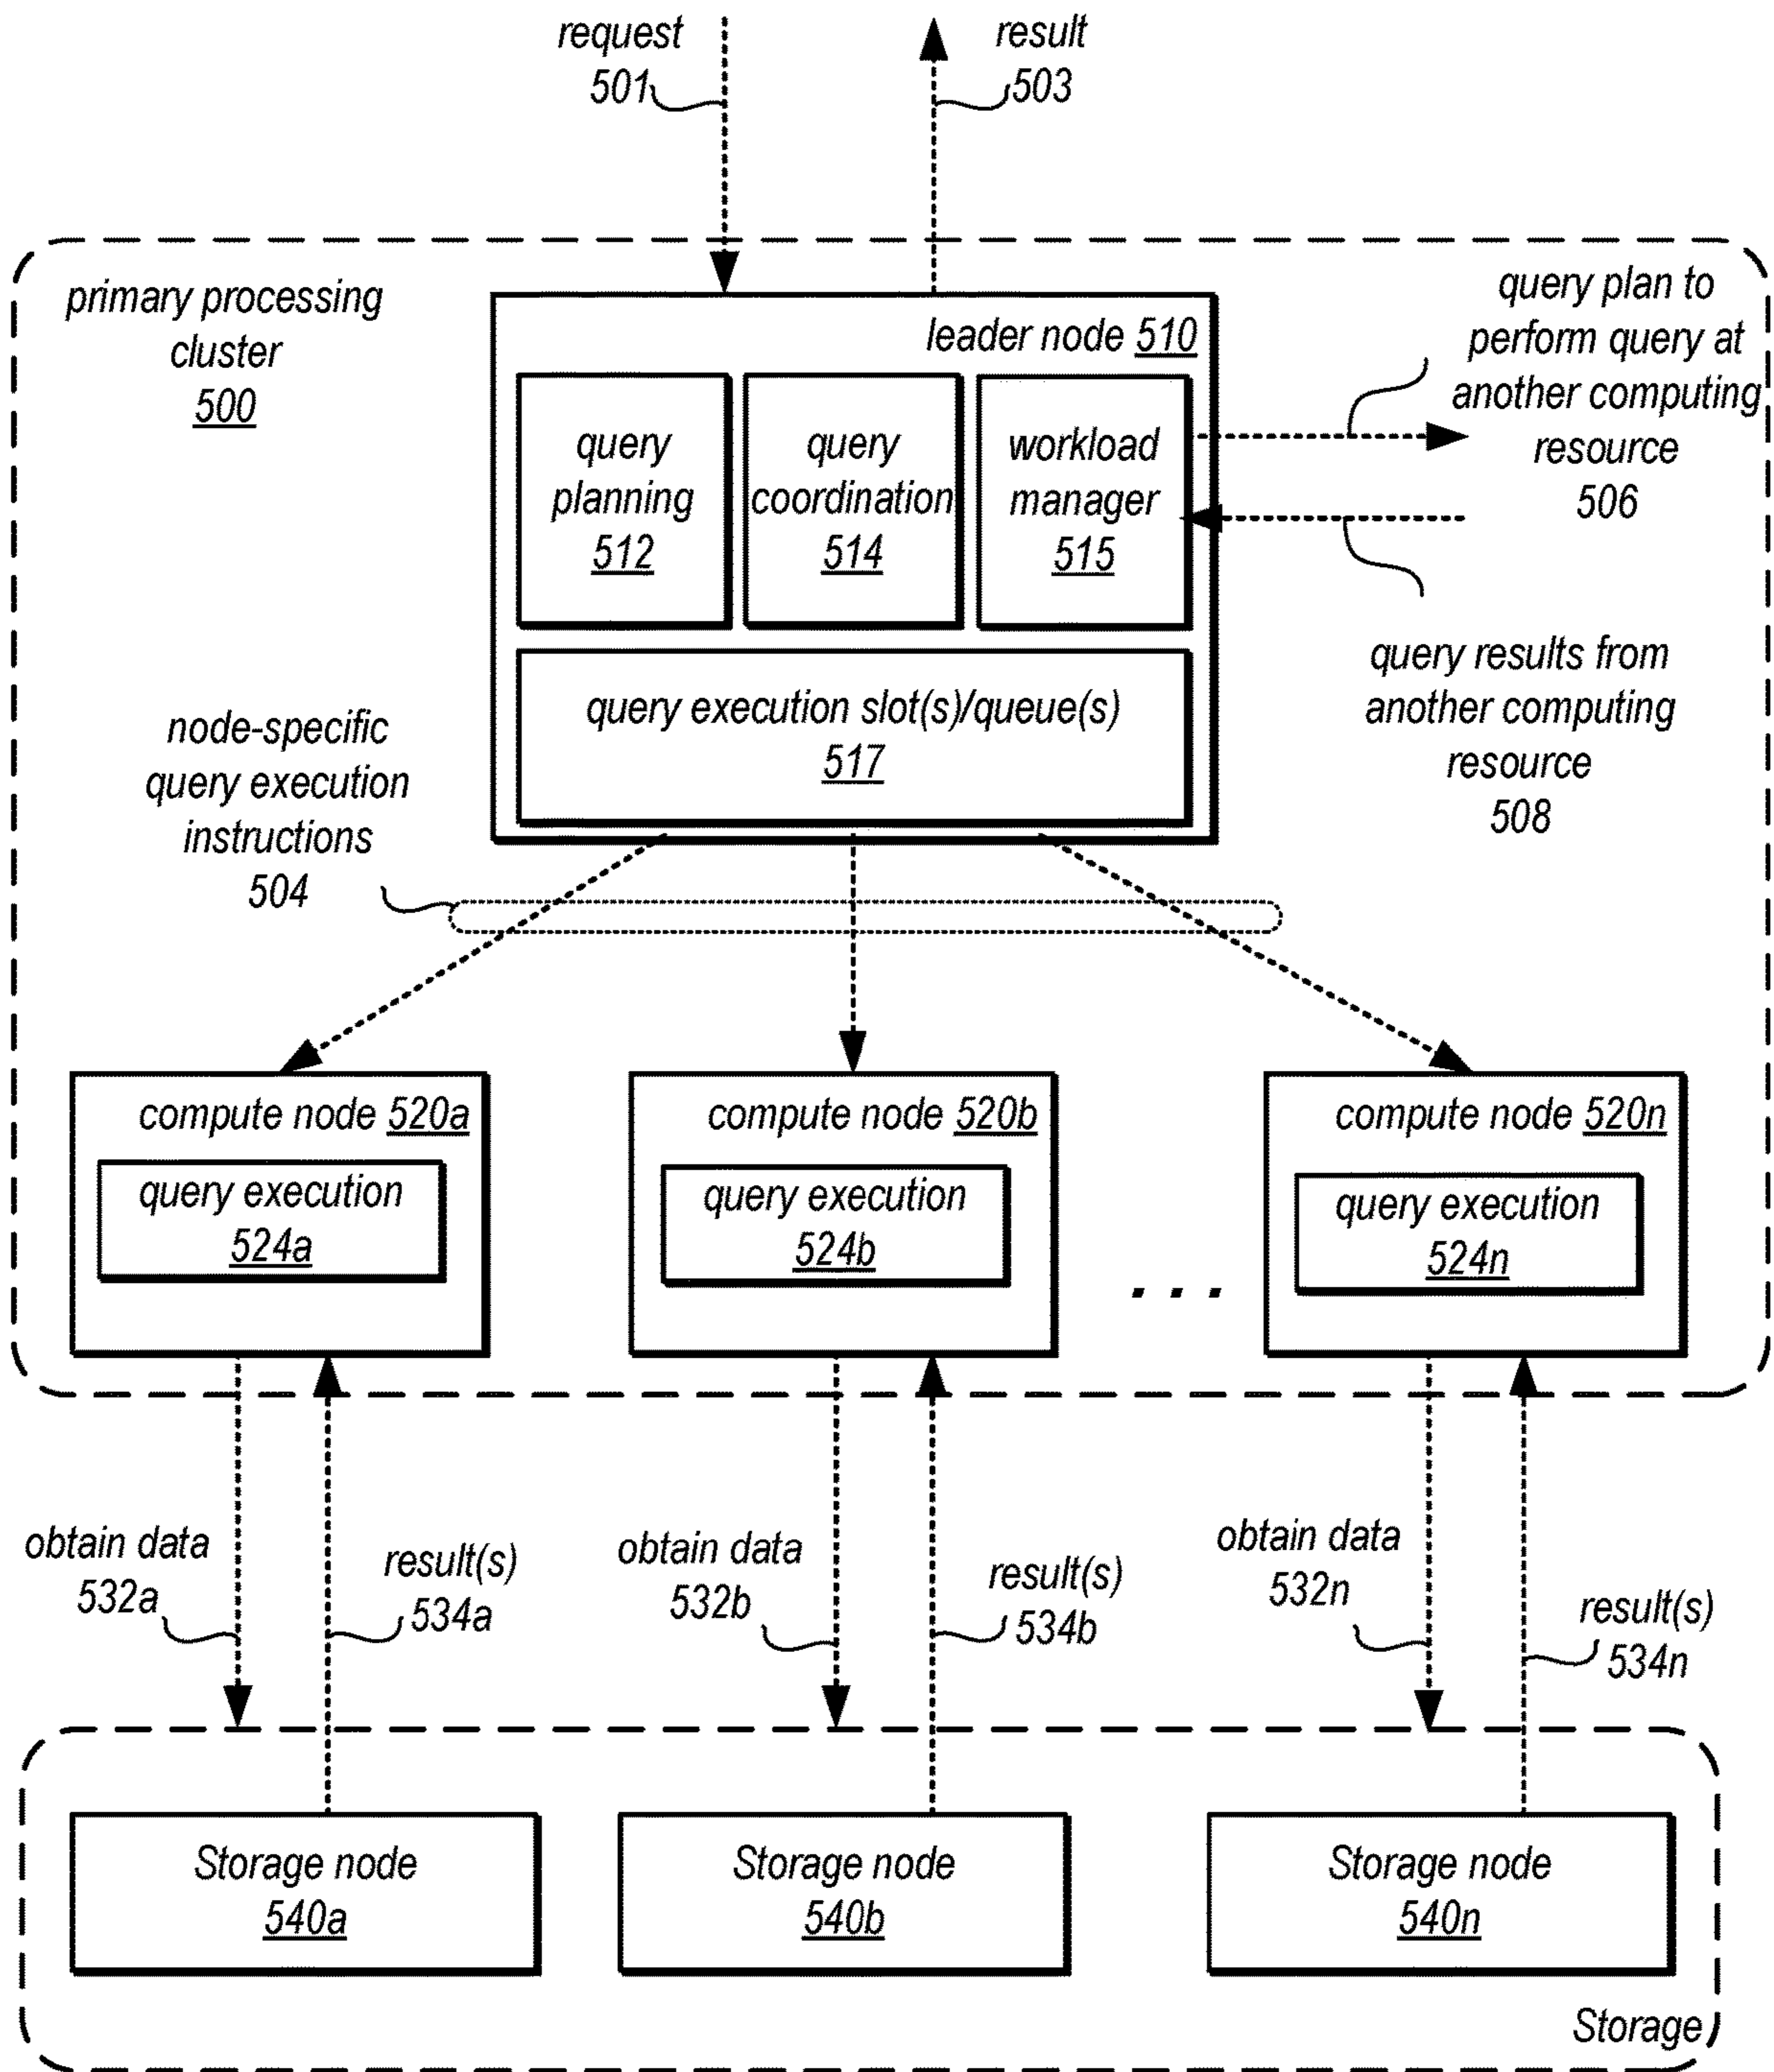 request
501
result
503
primary processing
cluster
500
leader node 510
query
planning
512
query
coordination
514
workload
manager
515
query plan to
perform query at
another computing
resource
506
query results from
another computing
resource
508
query execution slot(s)/queue(s)
517
node-specific
query execution
instructions
504
compute node 520a
query execution
524a
compute node 520b
query execution
524b
. . .
compute node 520n
query execution
524n
obtain data
532a
result(s)
534a
obtain data
532b
result(s)
534b
obtain data
532n
result(s)
534n
Storage node
540a
Storage node
540b
Storage node
540n
Storage